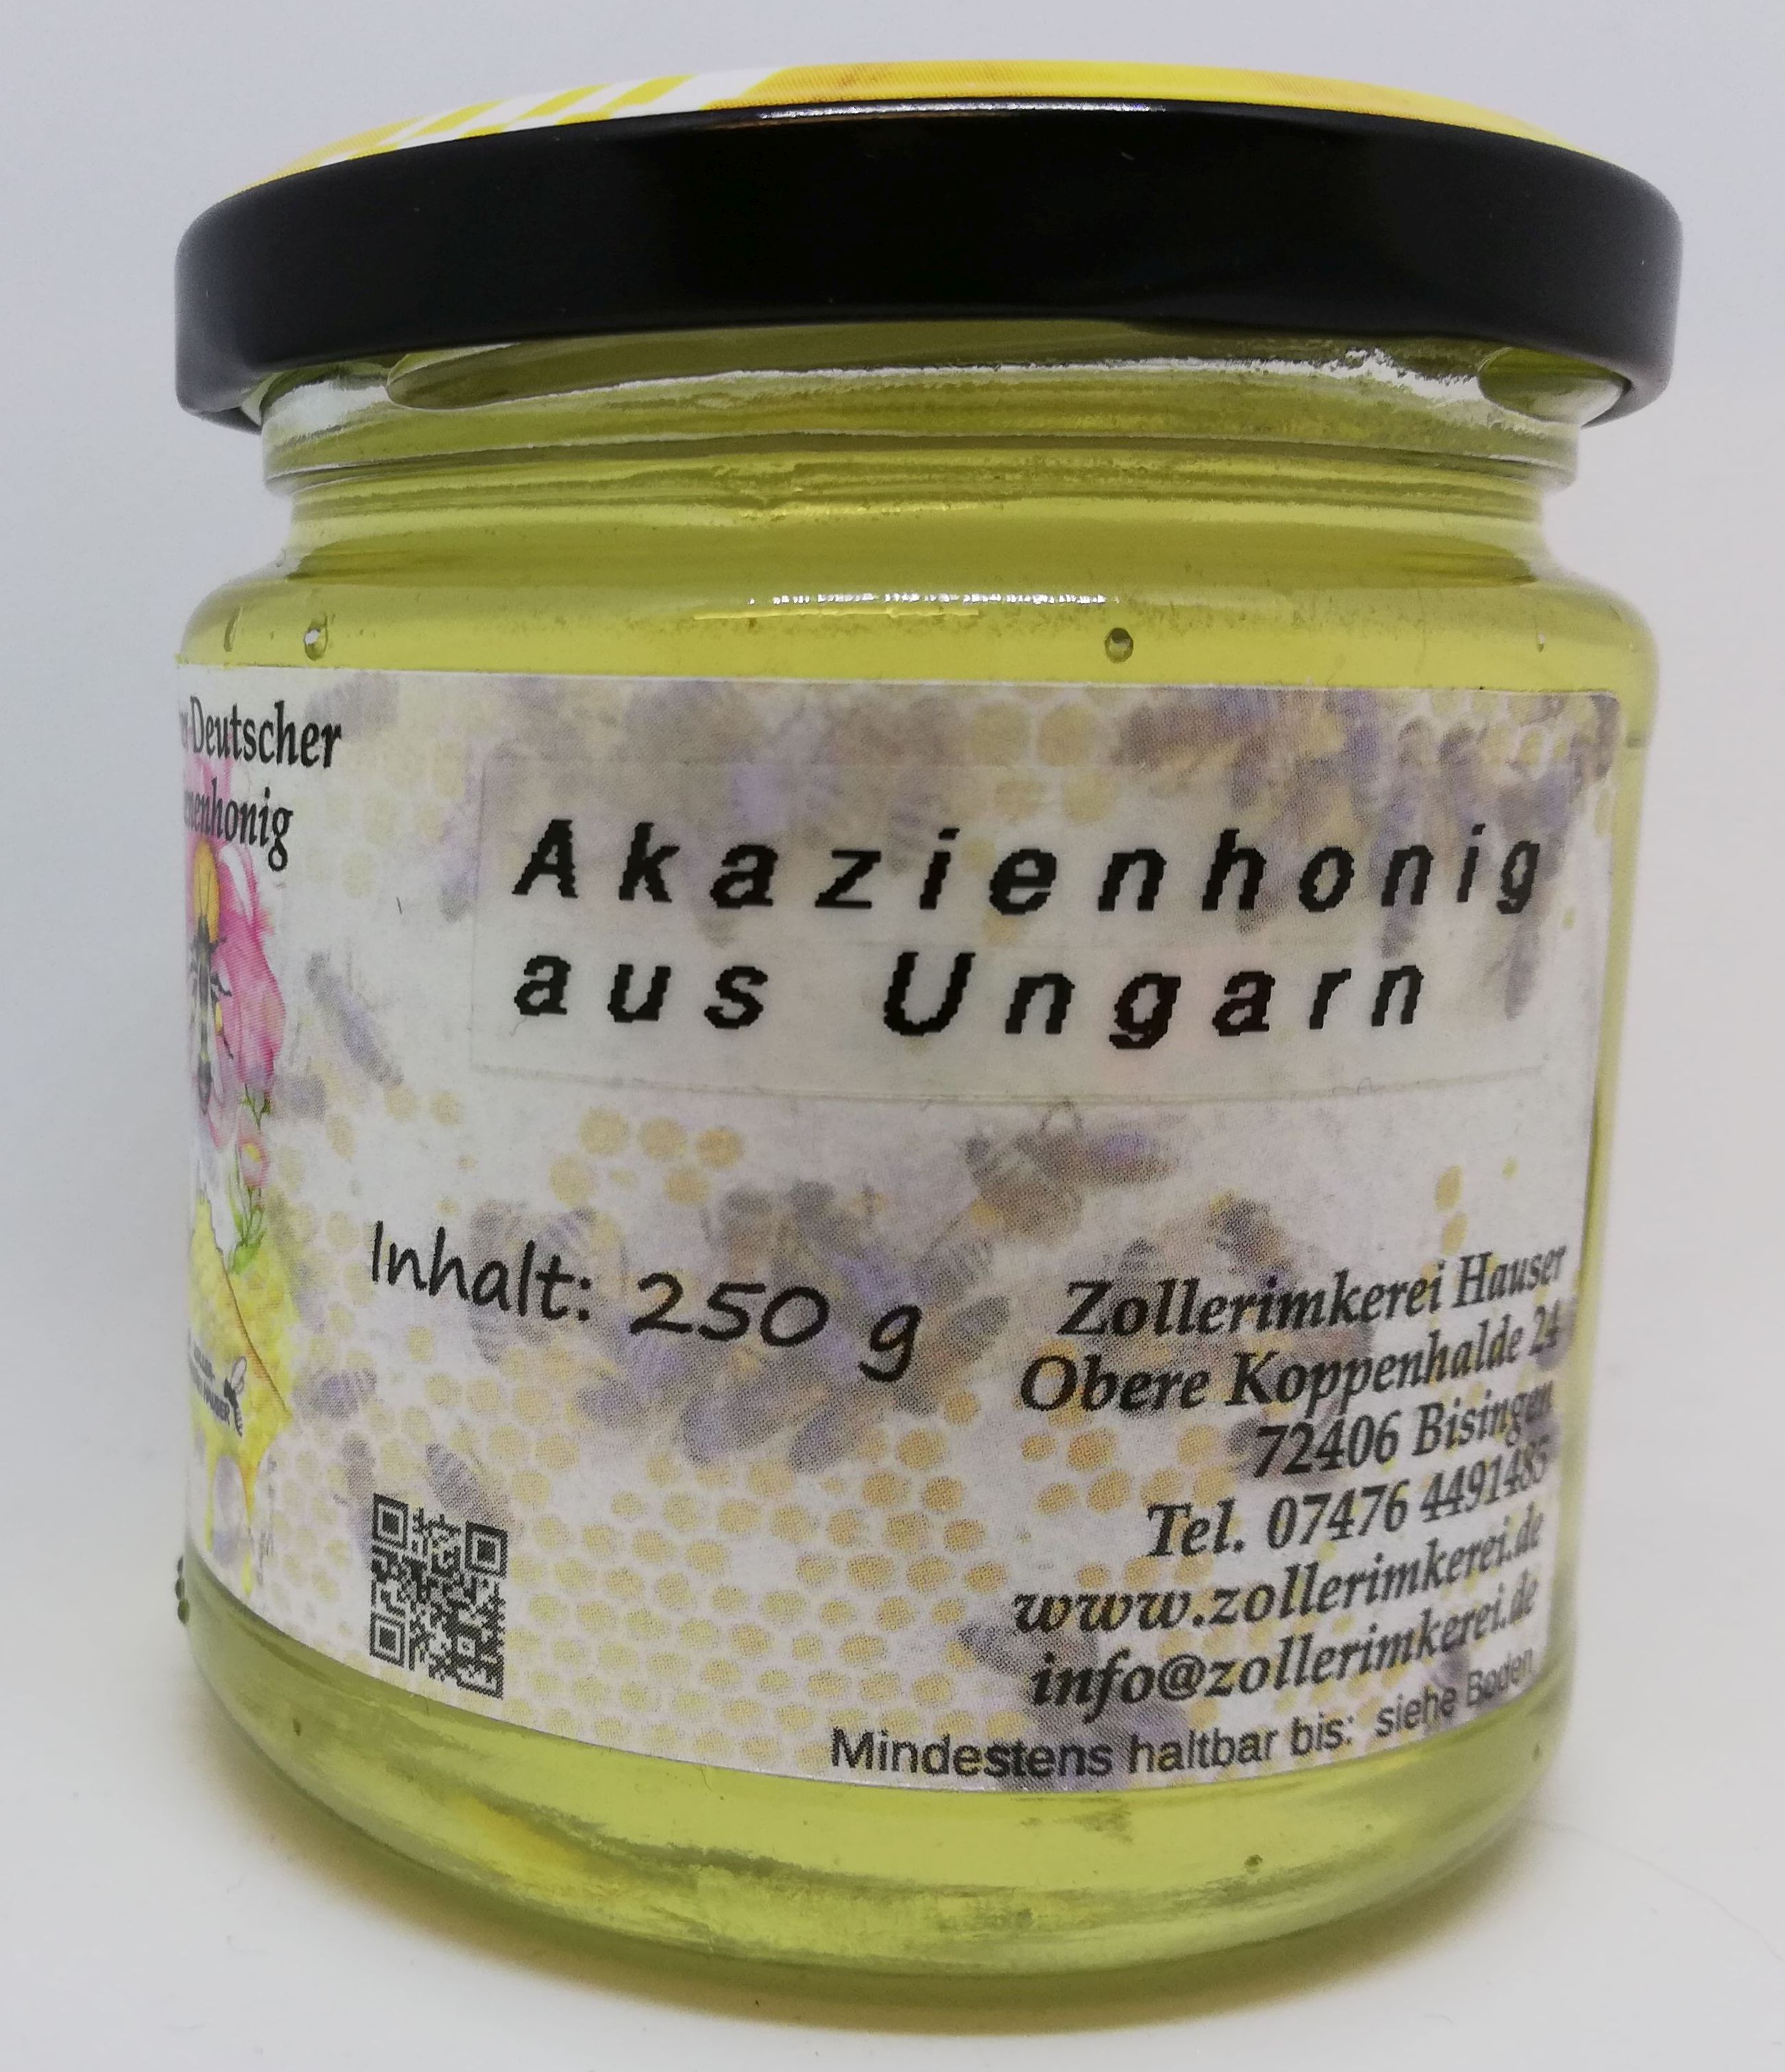 Deutscher
Akazienhonig
aus Ungarn
Inhalt: 250 g
Zollerimkerei Hauser
Obere Koppenhalde 24
72406 Bisingen
Tel. 07476 4491485
www.zollerimkerei.de
info@zollerimkerei.de
Mindestens haltbar bis: siehe Boden